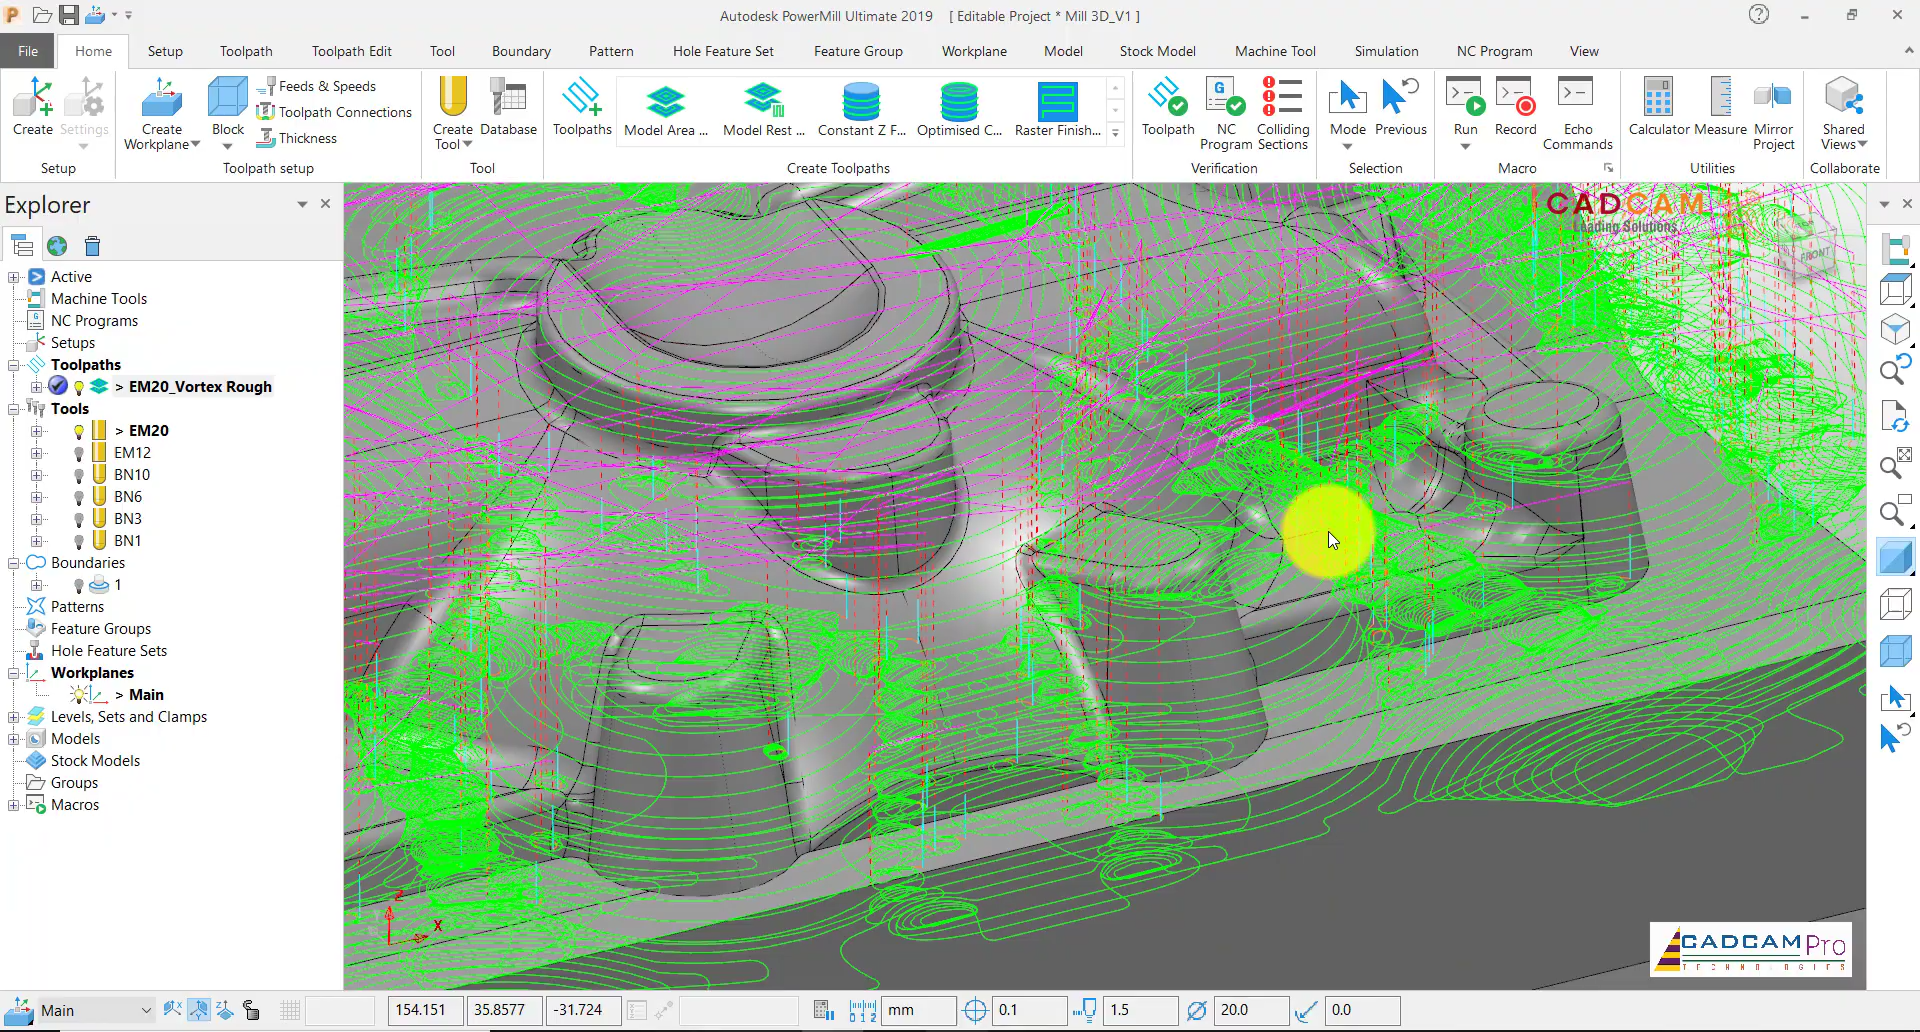 Autodesk PowerMill Ultimate 2019 [ Editable Project * Mill 3D_V1 ]
File Home Setup Toolpath Toolpath Edit Tool Boundary Pattern Hole Feature Set Feature Group Workplane Model Stock Model Machine Tool Simulation NC Program View
Create Settings
Setup
Create Workplane Block Feeds & Speeds
Toolpath Connections
Thickness
Toolpath setup
Create Tool Database
Tool
Toolpaths Model Area ... Model Rest ... Constant Z F... Optimised C... Raster Finish...
Create Toolpaths
Toolpath NC Program Colliding Sections
Verification
Mode Previous
Selection
Run Record Echo Commands
Macro
Calculator Measure Mirror Project
Utilities
Shared Views
Collaborate
Explorer
Active
Machine Tools
NC Programs
Setups
Toolpaths
> EM20_Vortex Rough
Tools
> EM20
EM12
BN10
BN6
BN3
BN1
Boundaries
1
Patterns
Feature Groups
Hole Feature Sets
Workplanes
> Main
Levels, Sets and Clamps
Models
Stock Models
Groups
Macros
CADCAM
Leading Solutions
FRONT
Z
X
CADCAM Pro
TECHNOLOGIES
Main 154.151 35.8577 -31.724 mm 0.1 1.5 20.0 0.0